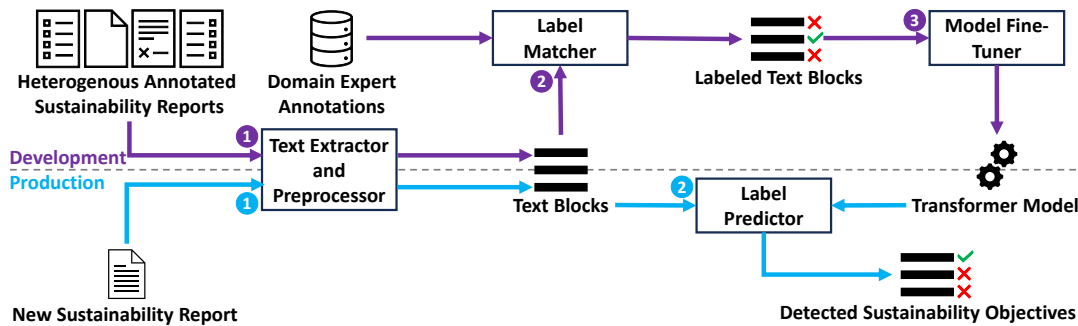 Heterogenous Annotated
Sustainability Reports
Domain Expert
Annotations
Label
Matcher
2
Labeled Text Blocks
3
Model Fine-
Tuner
Development
Production
1
1
Text Extractor
and
Preprocessor
Text Blocks
2
Label
Predictor
Transformer Model
New Sustainability Report
Detected Sustainability Objectives